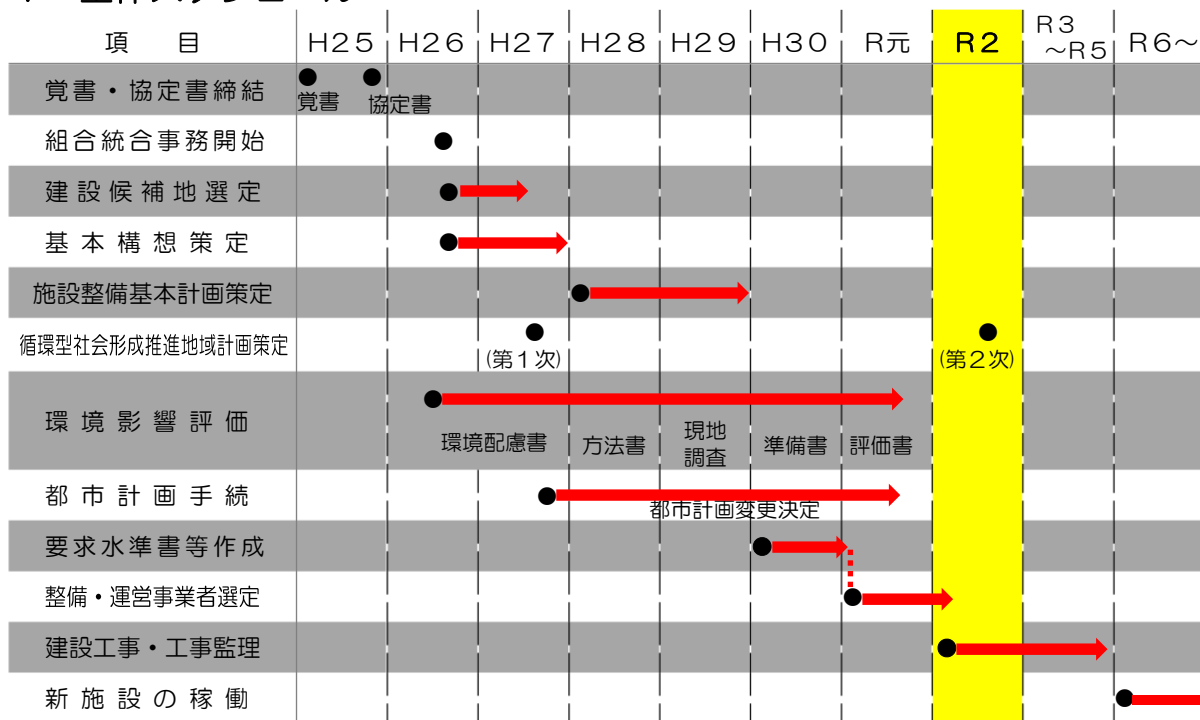 項　目 H25 H26 H27 H28 H29 H30 R元 R2 R3～R5 R6～
覚書・協定書締結
覚書 協定書
組合統合事務開始
建設候補地選定
基本構想策定
施設整備基本計画策定
循環型社会形成推進地域計画策定
(第１次) (第２次)
環境影響評価
環境配慮書 方法書 現地調査 準備書 評価書
都市計画手続
都市計画変更決定
要求水準書等作成
整備・運営事業者選定
建設工事・工事監理
新施設の稼働